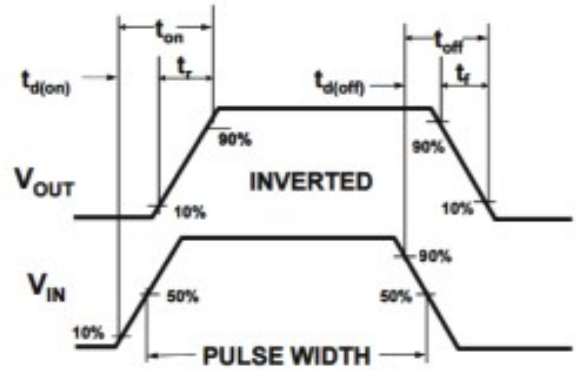 ton toff
td(on) tr td(off) tf
90% 90%
VOUT INVERTED
10% 10%
90%
VIN 50% 50%
10%
PULSE WIDTH